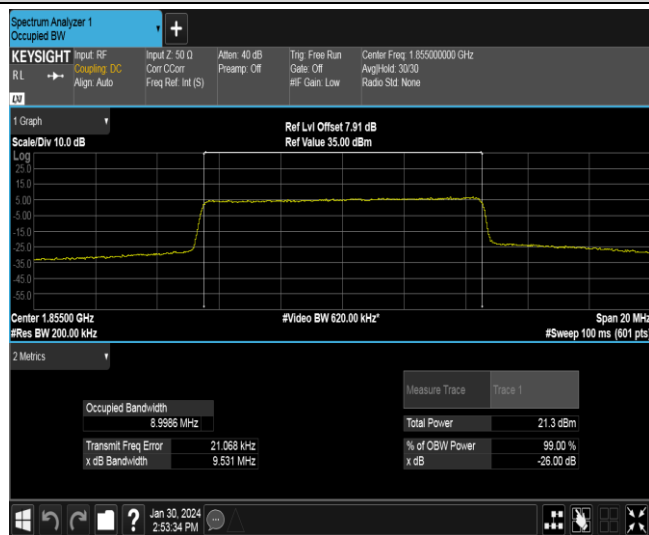 Spectrum Analyzer 1
Occupied BW
+
KEYSIGHT Input: RF Input Z: 50 Ω Atten: 40 dB Trig: Free Run Center Freq: 1.855000000 GHz
RL Coupling: DC Corr CCorr Preamp: Off Gate: Off Avg|Hold: 30/30
Align: Auto Freq Ref: Int (S) #IF Gain: Low Radio Std: None
LXI
1 Graph Ref Lvl Offset 7.91 dB
Scale/Div 10.0 dB Ref Value 35.00 dBm
Log
25.0
15.0
5.00
-5.00
-15.0
-25.0
-35.0
-45.0
-55.0
Center 1.85500 GHz #Video BW 620.00 kHz* Span 20 MHz
#Res BW 200.00 kHz #Sweep 100 ms (601 pts)
2 Metrics
Measure Trace Trace 1
Occupied Bandwidth
8.9986 MHz Total Power 21.3 dBm
Transmit Freq Error 21.068 kHz % of OBW Power 99.00 %
x dB Bandwidth 9.531 MHz x dB -26.00 dB
? Jan 30, 2024
2:53:34 PM